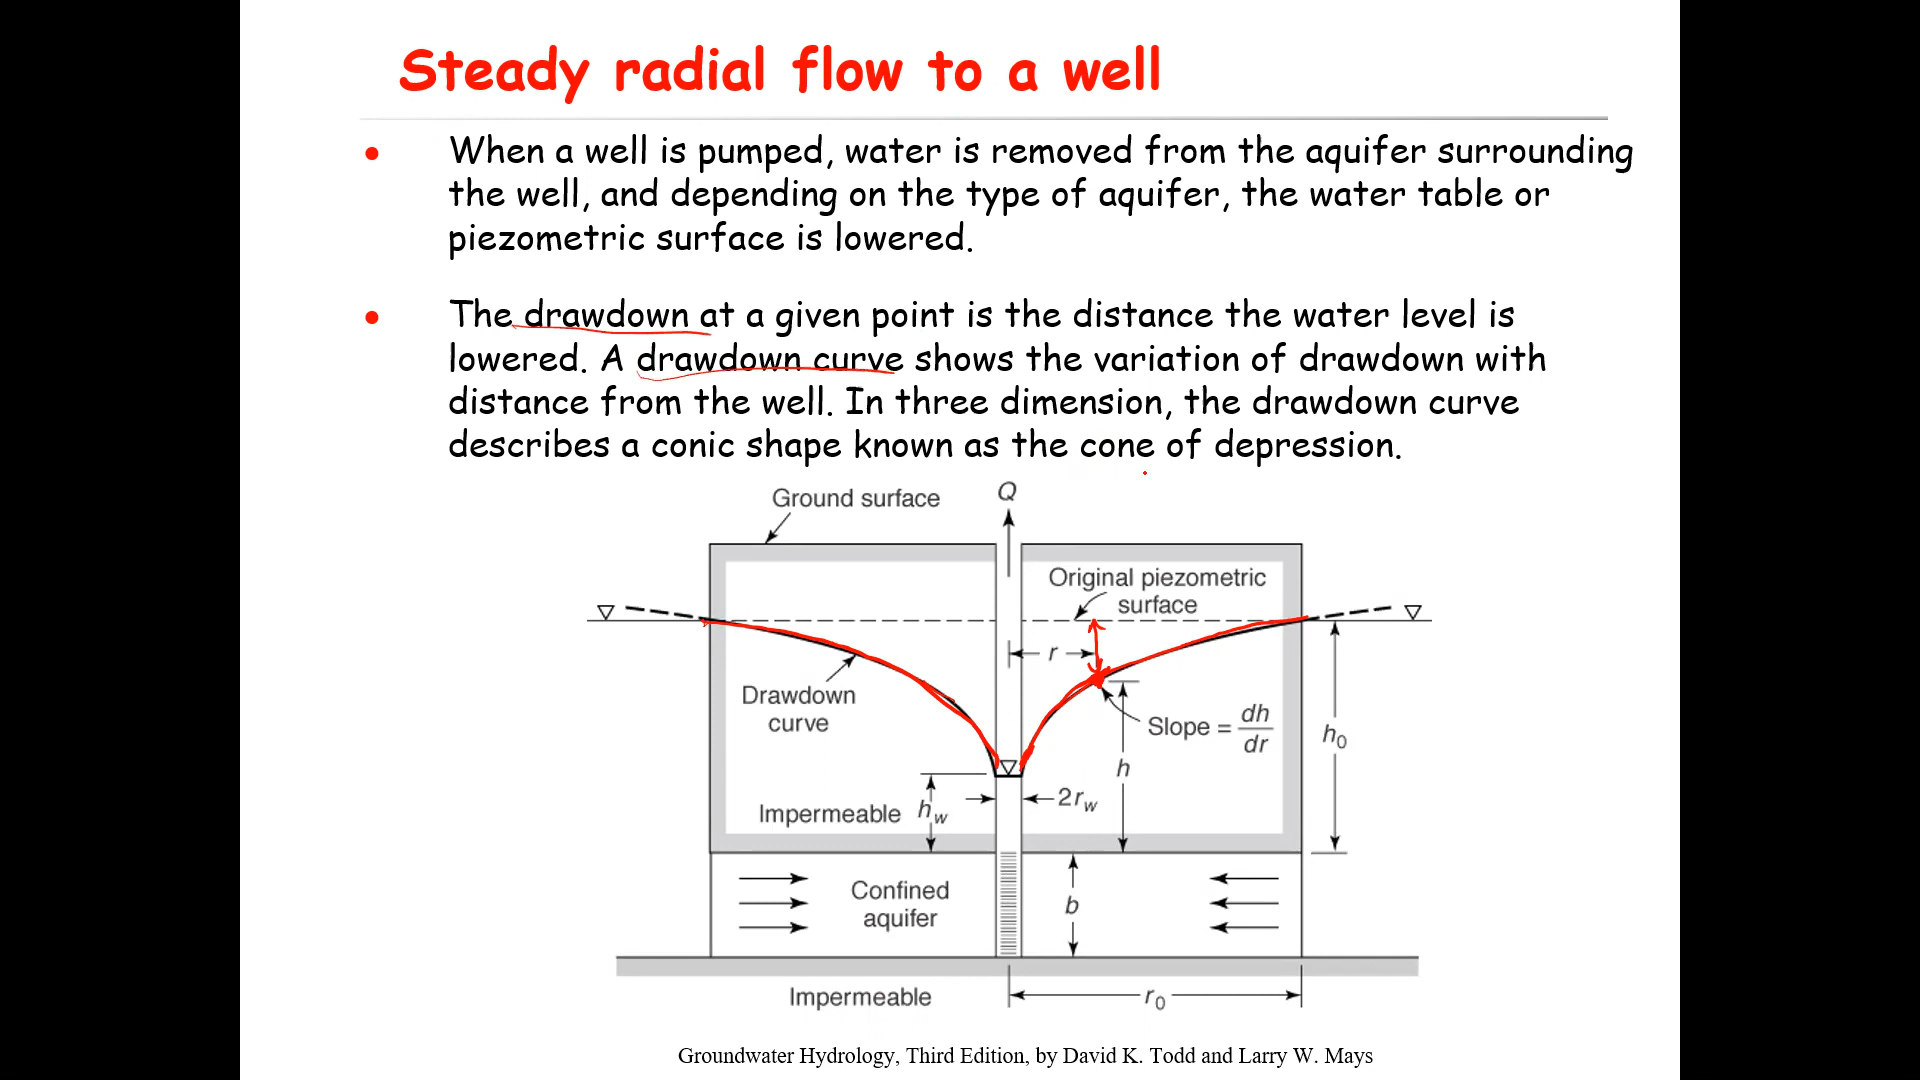 Steady radial flow to a well
• When a well is pumped, water is removed from the aquifer surrounding
the well, and depending on the type of aquifer, the water table or
piezometric surface is lowered.
• The drawdown at a given point is the distance the water level is
lowered. A drawdown curve shows the variation of drawdown with
distance from the well. In three dimension, the drawdown curve
describes a conic shape known as the cone of depression.
Ground surface
Q
Original piezometric
surface
r
Drawdown
curve
Slope = dh/dr
h0
h
Impermeable
hw
2rw
Confined
aquifer
b
Impermeable
r0
Groundwater Hydrology, Third Edition, by David K. Todd and Larry W. Mays